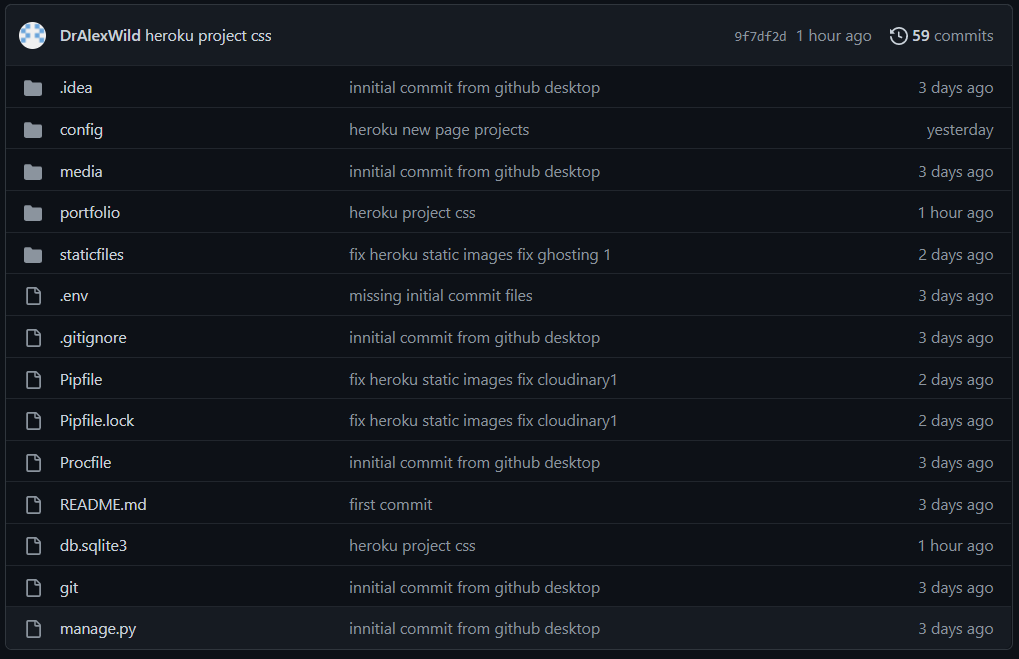 DrAlexWild heroku project css 9f7df2d 1 hour ago 59 commits
.idea innitial commit from github desktop 3 days ago
config heroku new page projects yesterday
media innitial commit from github desktop 3 days ago
portfolio heroku project css 1 hour ago
staticfiles fix heroku static images fix ghosting 1 2 days ago
.env missing initial commit files 3 days ago
.gitignore innitial commit from github desktop 3 days ago
Pipfile fix heroku static images fix cloudinary1 2 days ago
Pipfile.lock fix heroku static images fix cloudinary1 2 days ago
Procfile innitial commit from github desktop 3 days ago
README.md first commit 3 days ago
db.sqlite3 heroku project css 1 hour ago
git innitial commit from github desktop 3 days ago
manage.py innitial commit from github desktop 3 days ago